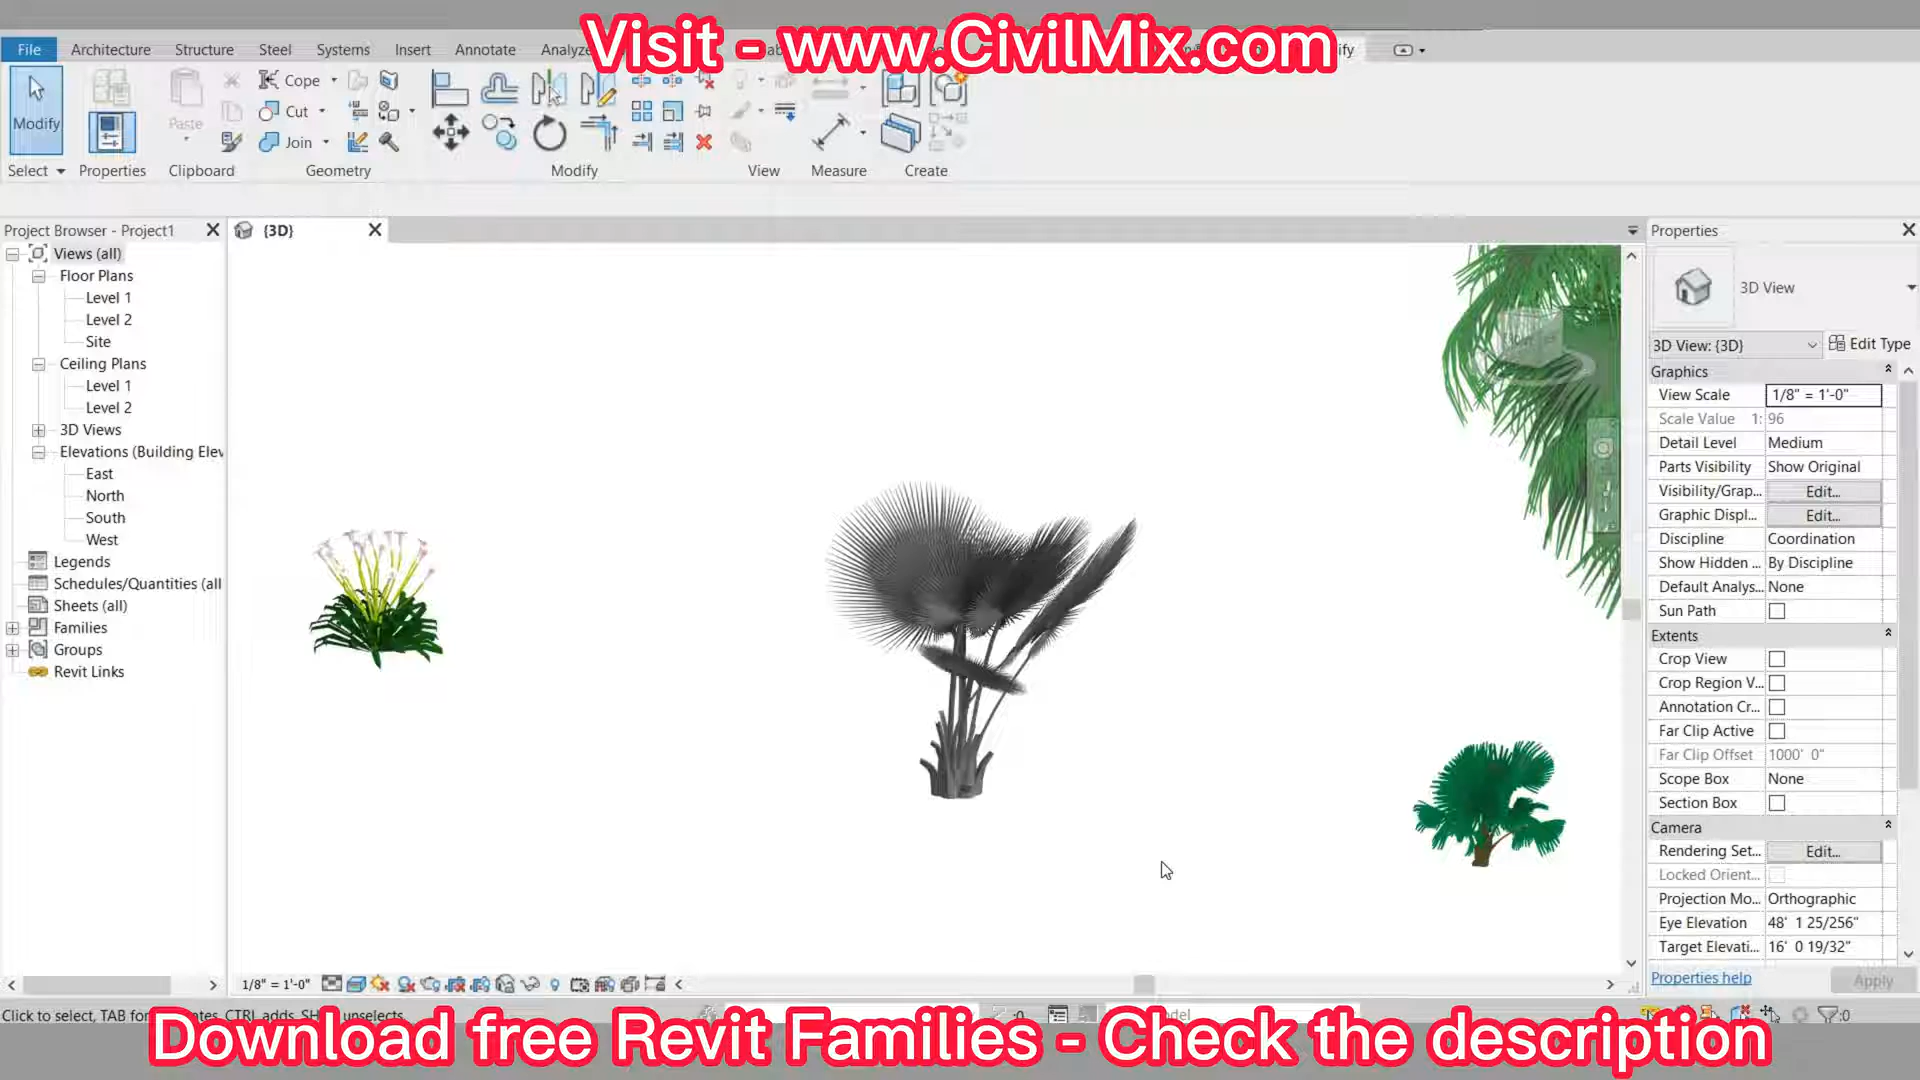 Visit - www.CivilMix.com
File Architecture Structure Steel Systems Insert Annotate Analyze
Modify
Paste
Cope
Cut
Join
Select Properties Clipboard Geometry Modify View Measure Create
Project Browser - Project1
{3D}
Properties
Views (all)
Floor Plans
Level 1
Level 2
Site
Ceiling Plans
Level 1
Level 2
3D Views
Elevations (Building Elev
East
North
South
West
Legends
Schedules/Quantities (all
Sheets (all)
Families
Groups
Revit Links
3D View
3D View: {3D} Edit Type
Graphics
View Scale 1/8" = 1'-0"
Scale Value 1: 96
Detail Level Medium
Parts Visibility Show Original
Visibility/Grap... Edit...
Graphic Displ... Edit...
Discipline Coordination
Show Hidden ... By Discipline
Default Analys... None
Sun Path
Extents
Crop View
Crop Region V...
Annotation Cr...
Far Clip Active
Far Clip Offset 1000' 0"
Scope Box None
Section Box
Camera
Rendering Set... Edit...
Locked Orient...
Projection Mo... Orthographic
Eye Elevation 48' 1 25/256"
Target Elevati... 16' 0 19/32"
Properties help Apply
1/8" = 1'-0"
Click to select, TAB for
CTRL adds, unselects. :0 :0
Download free Revit Families - Check the description